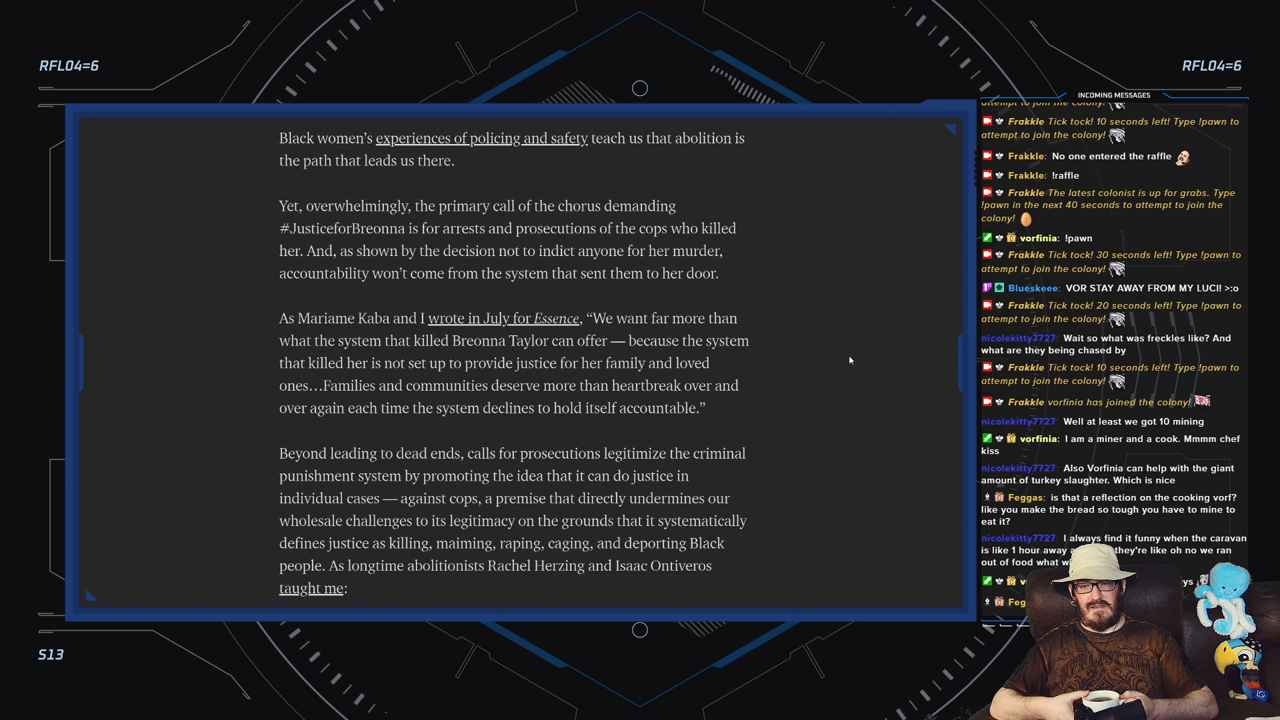 RFL04=6
RFL04=6
INCOMING MESSAGES
Black women's experiences of policing and safety teach us that abolition is
the path that leads us there.
Yet, overwhelmingly, the primary call of the chorus demanding
#JusticeforBreonna is for arrests and prosecutions of the cops who killed
her. And, as shown by the decision not to indict anyone for her murder,
accountability won't come from the system that sent them to her door.
As Mariame Kaba and I wrote in July for Essence, “We want far more than
what the system that killed Breonna Taylor can offer — because the system
that killed her is not set up to provide justice for her family and loved
ones…Families and communities deserve more than heartbreak over and
over again each time the system declines to hold itself accountable.”
Beyond leading to dead ends, calls for prosecutions legitimize the criminal
punishment system by promoting the idea that it can do justice in
individual cases — against cops, a premise that directly undermines our
wholesale challenges to its legitimacy on the grounds that it systematically
defines justice as killing, maiming, raping, caging, and deporting Black
people. As longtime abolitionists Rachel Herzing and Isaac Ontiveros
taught me:
attempt to join the colony!
Frakkle Tick tock! 10 seconds left! Type !pawn to
attempt to join the colony!
Frakkle: No one entered the raffle
Frakkle: !raffle
Frakkle The latest colonist is up for grabs. Type
!pawn in the next 40 seconds to attempt to join the
colony!
vorfinia: !pawn
Frakkle Tick tock! 30 seconds left! Type !pawn to
attempt to join the colony!
Blueskeee: VOR STAY AWAY FROM MY LUCI! >:o
Frakkle Tick tock! 20 seconds left! Type !pawn to
attempt to join the colony!
nicolekitty7727: Wait so what was freckles like? And
what are they being chased by
Frakkle Tick tock! 10 seconds left! Type !pawn to
attempt to join the colony!
Frakkle vorfinia has joined the colony!
nicolekitty7727: Well at least we got 10 mining
vorfinia: I am a miner and a cook. Mmmm chef
kiss
nicolekitty7727: Also Vorfinia can help with the giant
amount of turkey slaughter. Which is nice
Feggas: is that a reflection on the cooking vorf?
like you make the bread so tough you have to mine to
eat it?
nicolekitty7727: I always find it funny when the caravan
is like 1 hour away they're like oh no we ran
out of food what
Feg
S13